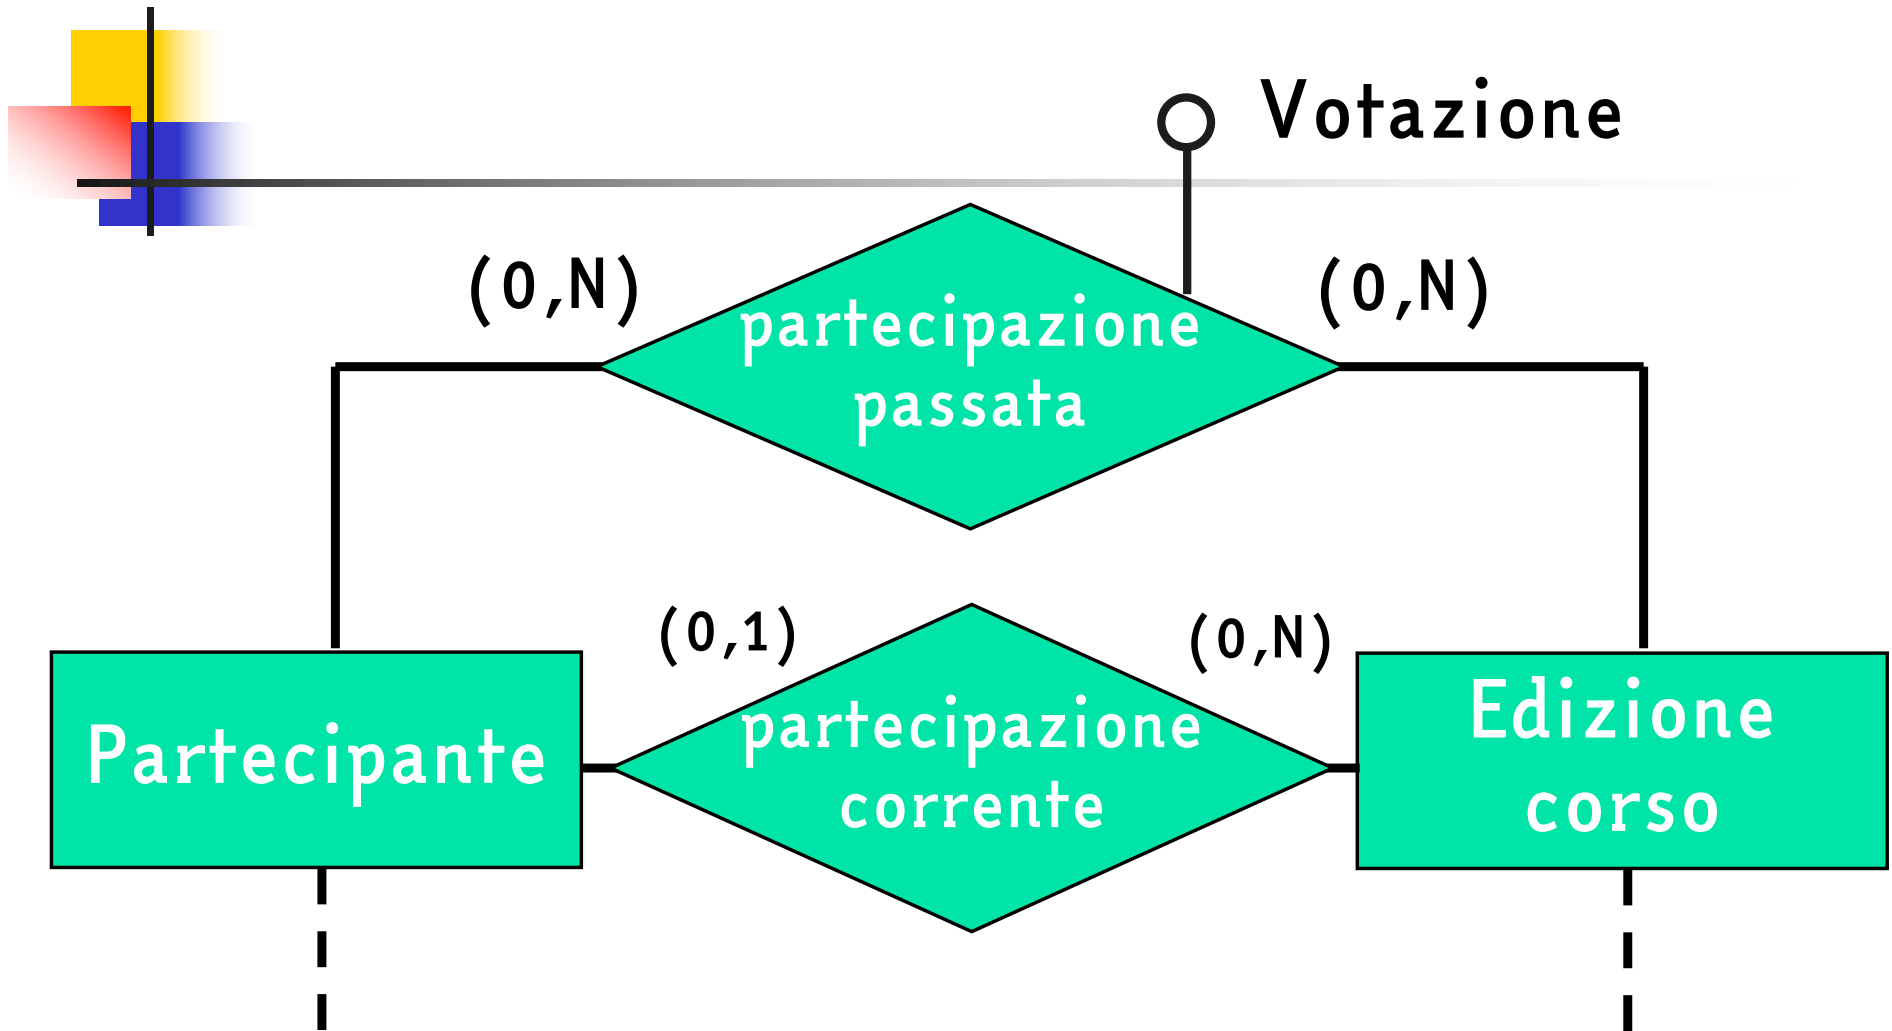 Votazione
(0,N)
(0,N)
partecipazione
passata
(0,1)
(0,N)
Partecipante
partecipazione
corrente
Edizione
corso